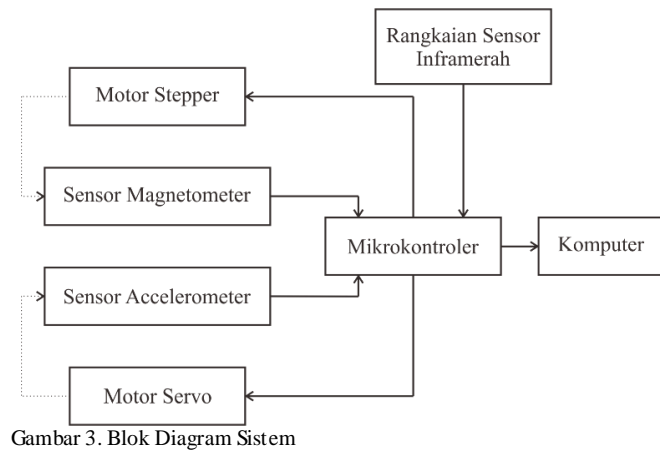 Rangkaian Sensor
Inframerah
Motor Stepper
Sensor Magnetometer
Mikrokontroler
Komputer
Sensor Accelerometer
Motor Servo
Gambar 3. Blok Diagram Sistem